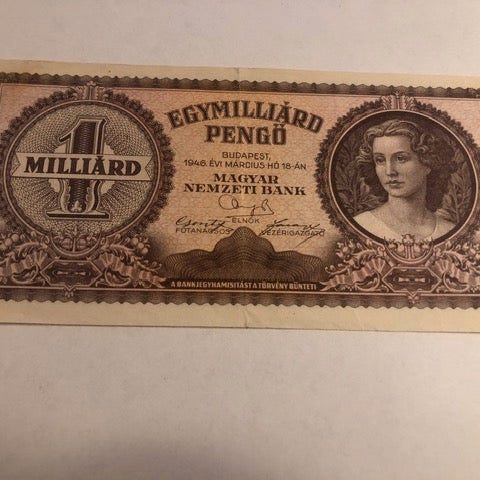 1
MILLIÁRD
EGYMILLIÁRD
PENGŐ
BUDAPEST,
1946. ÉVI MÁRCIUS HÓ 18-ÁN
MAGYAR
NEMZETI BANK
ELNÖK
FŐTANÁCSOS VEZÉRIGAZGATÓ
A BANKJEGYHAMISÍTÁST A TÖRVÉNY BÜNTETI